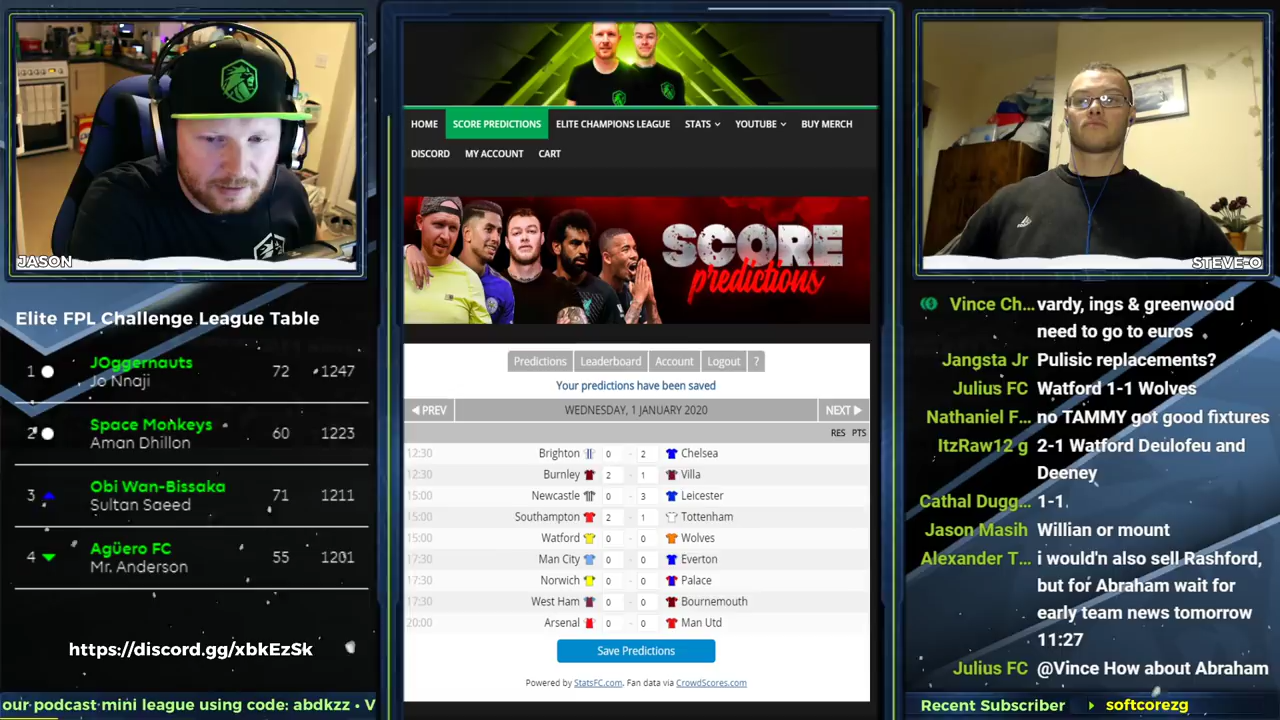 JASON
Elite FPL Challenge League Table
1 JOggernauts 72 1247
Jo Nnaji
2 Space Monkeys 60 1223
Aman Dhillon
3 Obi Wan-Bissaka 71 1211
Sultan Saeed
4 Agüero FC 55 1201
Mr. Anderson
https://discord.gg/xbkEzSk
our podcast mini league using code: abdkzz • V
HOME SCORE PREDICTIONS ELITE CHAMPIONS LEAGUE STATS YOUTUBE BUY MERCH
DISCORD MY ACCOUNT CART
SCORE
predictions
Predictions Leaderboard Account Logout ?
Your predictions have been saved
PREV WEDNESDAY, 1 JANUARY 2020 NEXT
RES PTS
12:30 Brighton 0 - 2 Chelsea
12:30 Burnley 2 - 1 Villa
15:00 Newcastle 0 - 3 Leicester
15:00 Southampton 2 - 1 Tottenham
15:00 Watford 0 - 0 Wolves
17:30 Man City 0 - 0 Everton
17:30 Norwich 0 - 0 Palace
17:30 West Ham 0 - 0 Bournemouth
20:00 Arsenal 0 - 0 Man Utd
Save Predictions
Powered by StatsFC.com. Fan data via CrowdScores.com
STEVE-O
Vince Ch... vardy, ings & greenwood
need to go to euros
Jangsta Jr Pulisic replacements?
Julius FC Watford 1-1 Wolves
Nathaniel F... no TAMMY got good fixtures
ItzRaw12 g 2-1 Watford Deulofeu and
Deeney
Cathal Dugg... 1-1.
Jason Masih Willian or mount
Alexander T... i would'n also sell Rashford,
but for Abraham wait for
early team news tomorrow
11:27
Julius FC @Vince How about Abraham
Recent Subscriber softcorezg